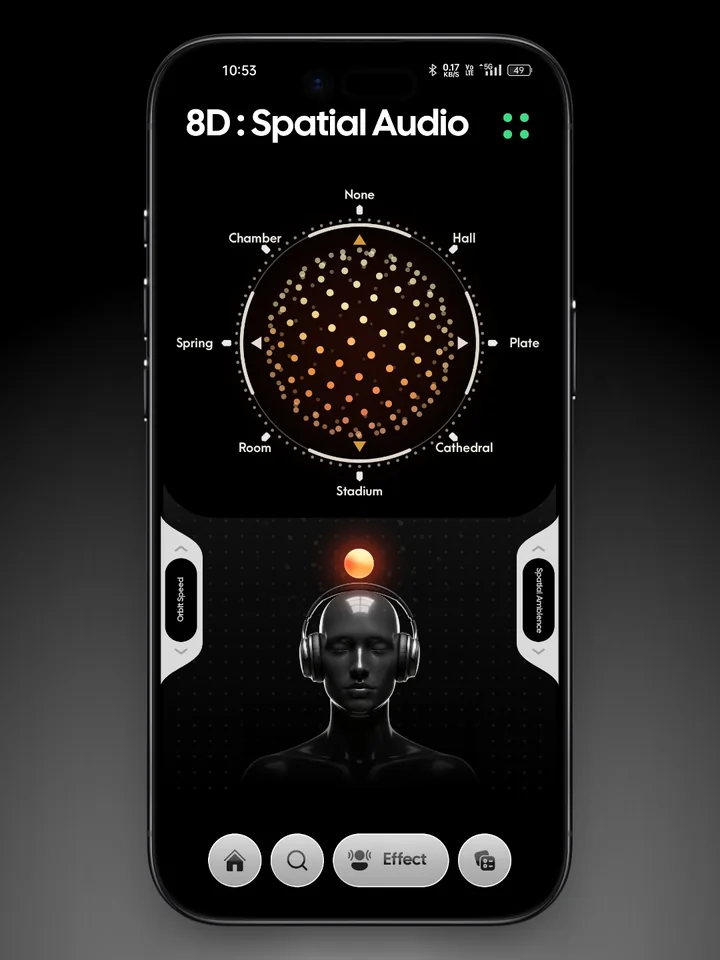 10:53
0.17 KB/S
Vo LTE
5G
49
8D : Spatial Audio
None
Chamber
Hall
Spring
Plate
Room
Cathedral
Stadium
Orbit Speed
Spatial Ambience
Effect